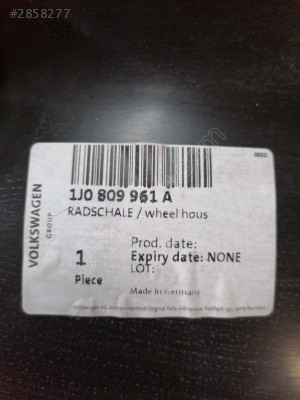 #2858277
3802
VOLKSWAGEN
GROUP
1J0 809 961 A
RADSCHALE / wheel hous
1
Piece
Prod. date:
Expiry date: NONE
LOT:
Made in Germany